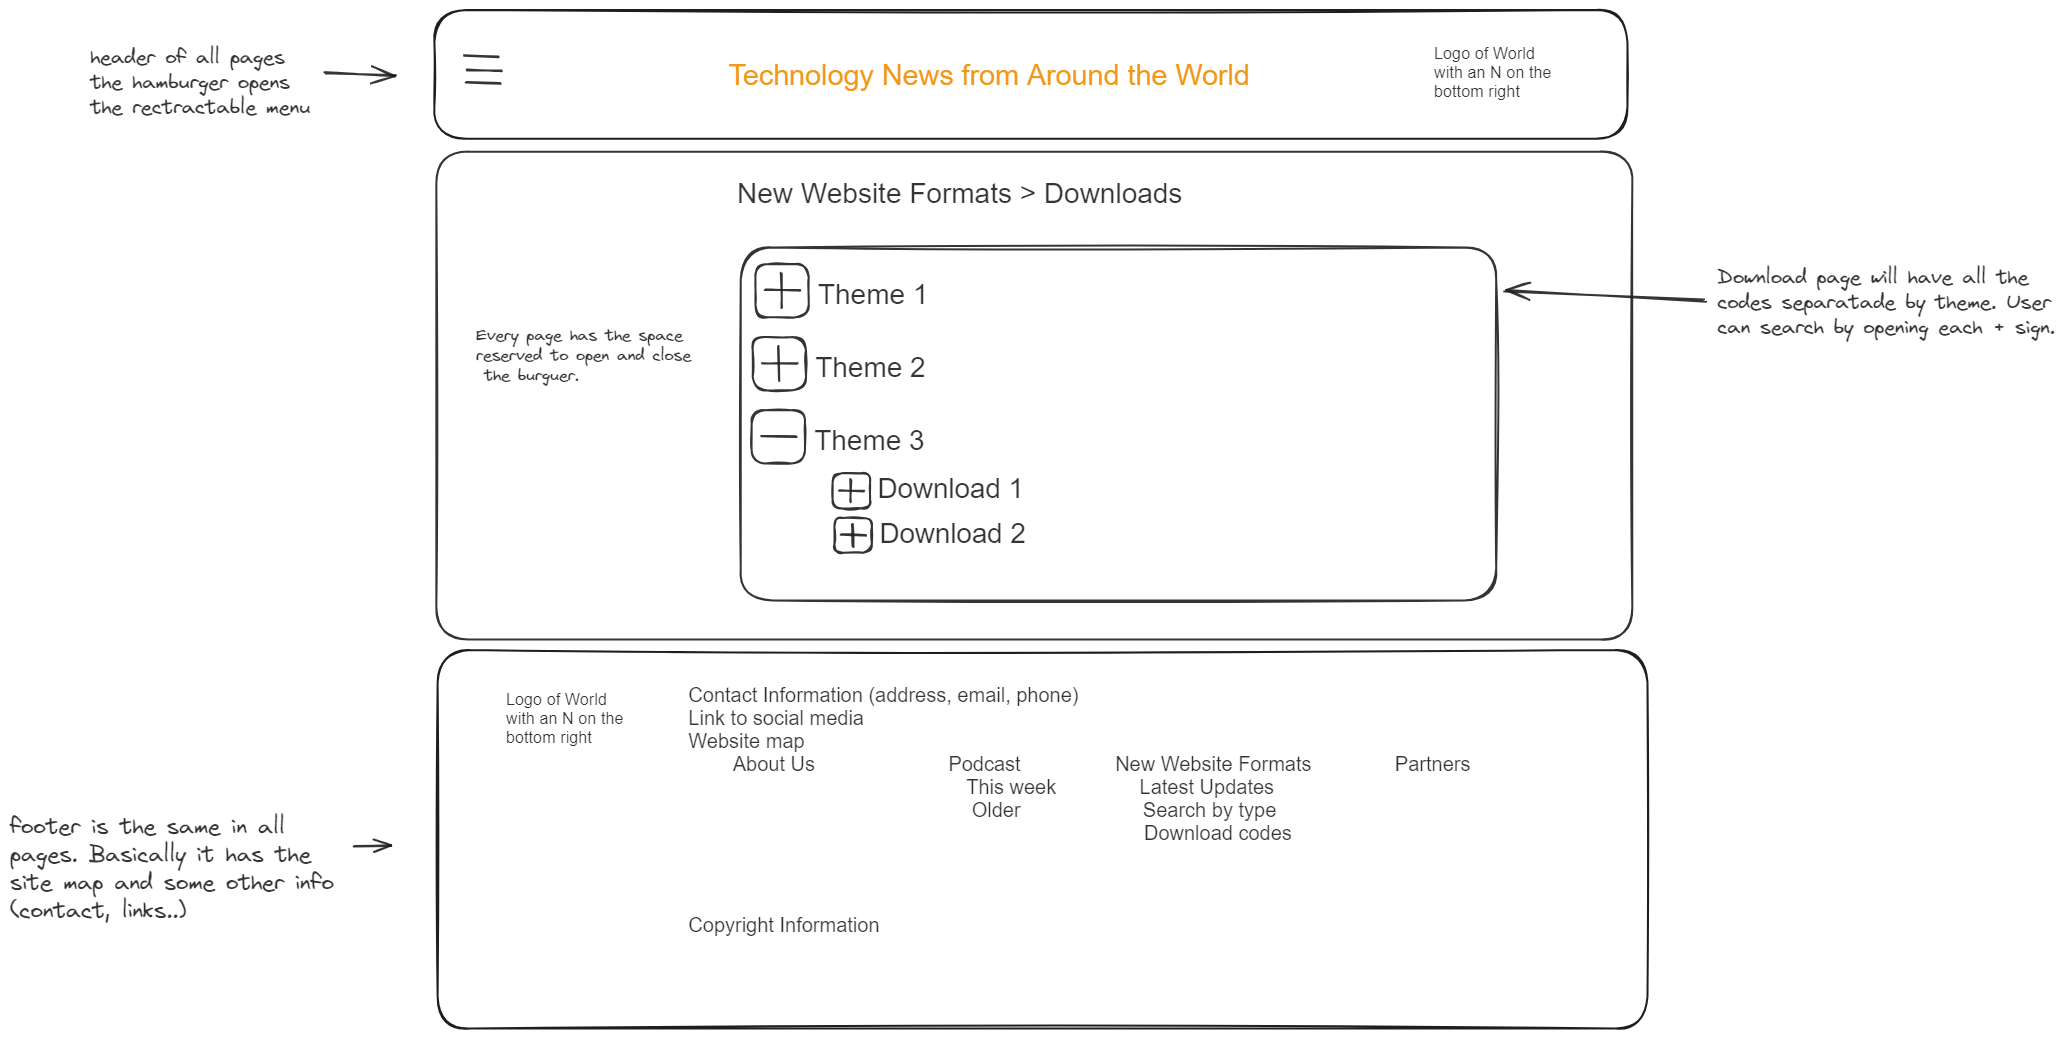 header of all pages
the hamburger opens
the rectractable menu
Technology News from Around the World
Logo of World
with an N on the
bottom right
New Website Formats > Downloads
Every page has the space
reserved to open and close
the burguer.
Theme 1
Theme 2
Theme 3
Download 1
Download 2
Download page will have all the
codes separatade by theme. User
can search by opening each + sign.
Logo of World
with an N on the
bottom right
Contact Information (address, email, phone)
Link to social media
Website map
About Us Podcast New Website Formats Partners
This week Latest Updates
Older Search by type
Download codes
Copyright Information
footer is the same in all
pages. Basically it has the
site map and some other info
(contact, links..)